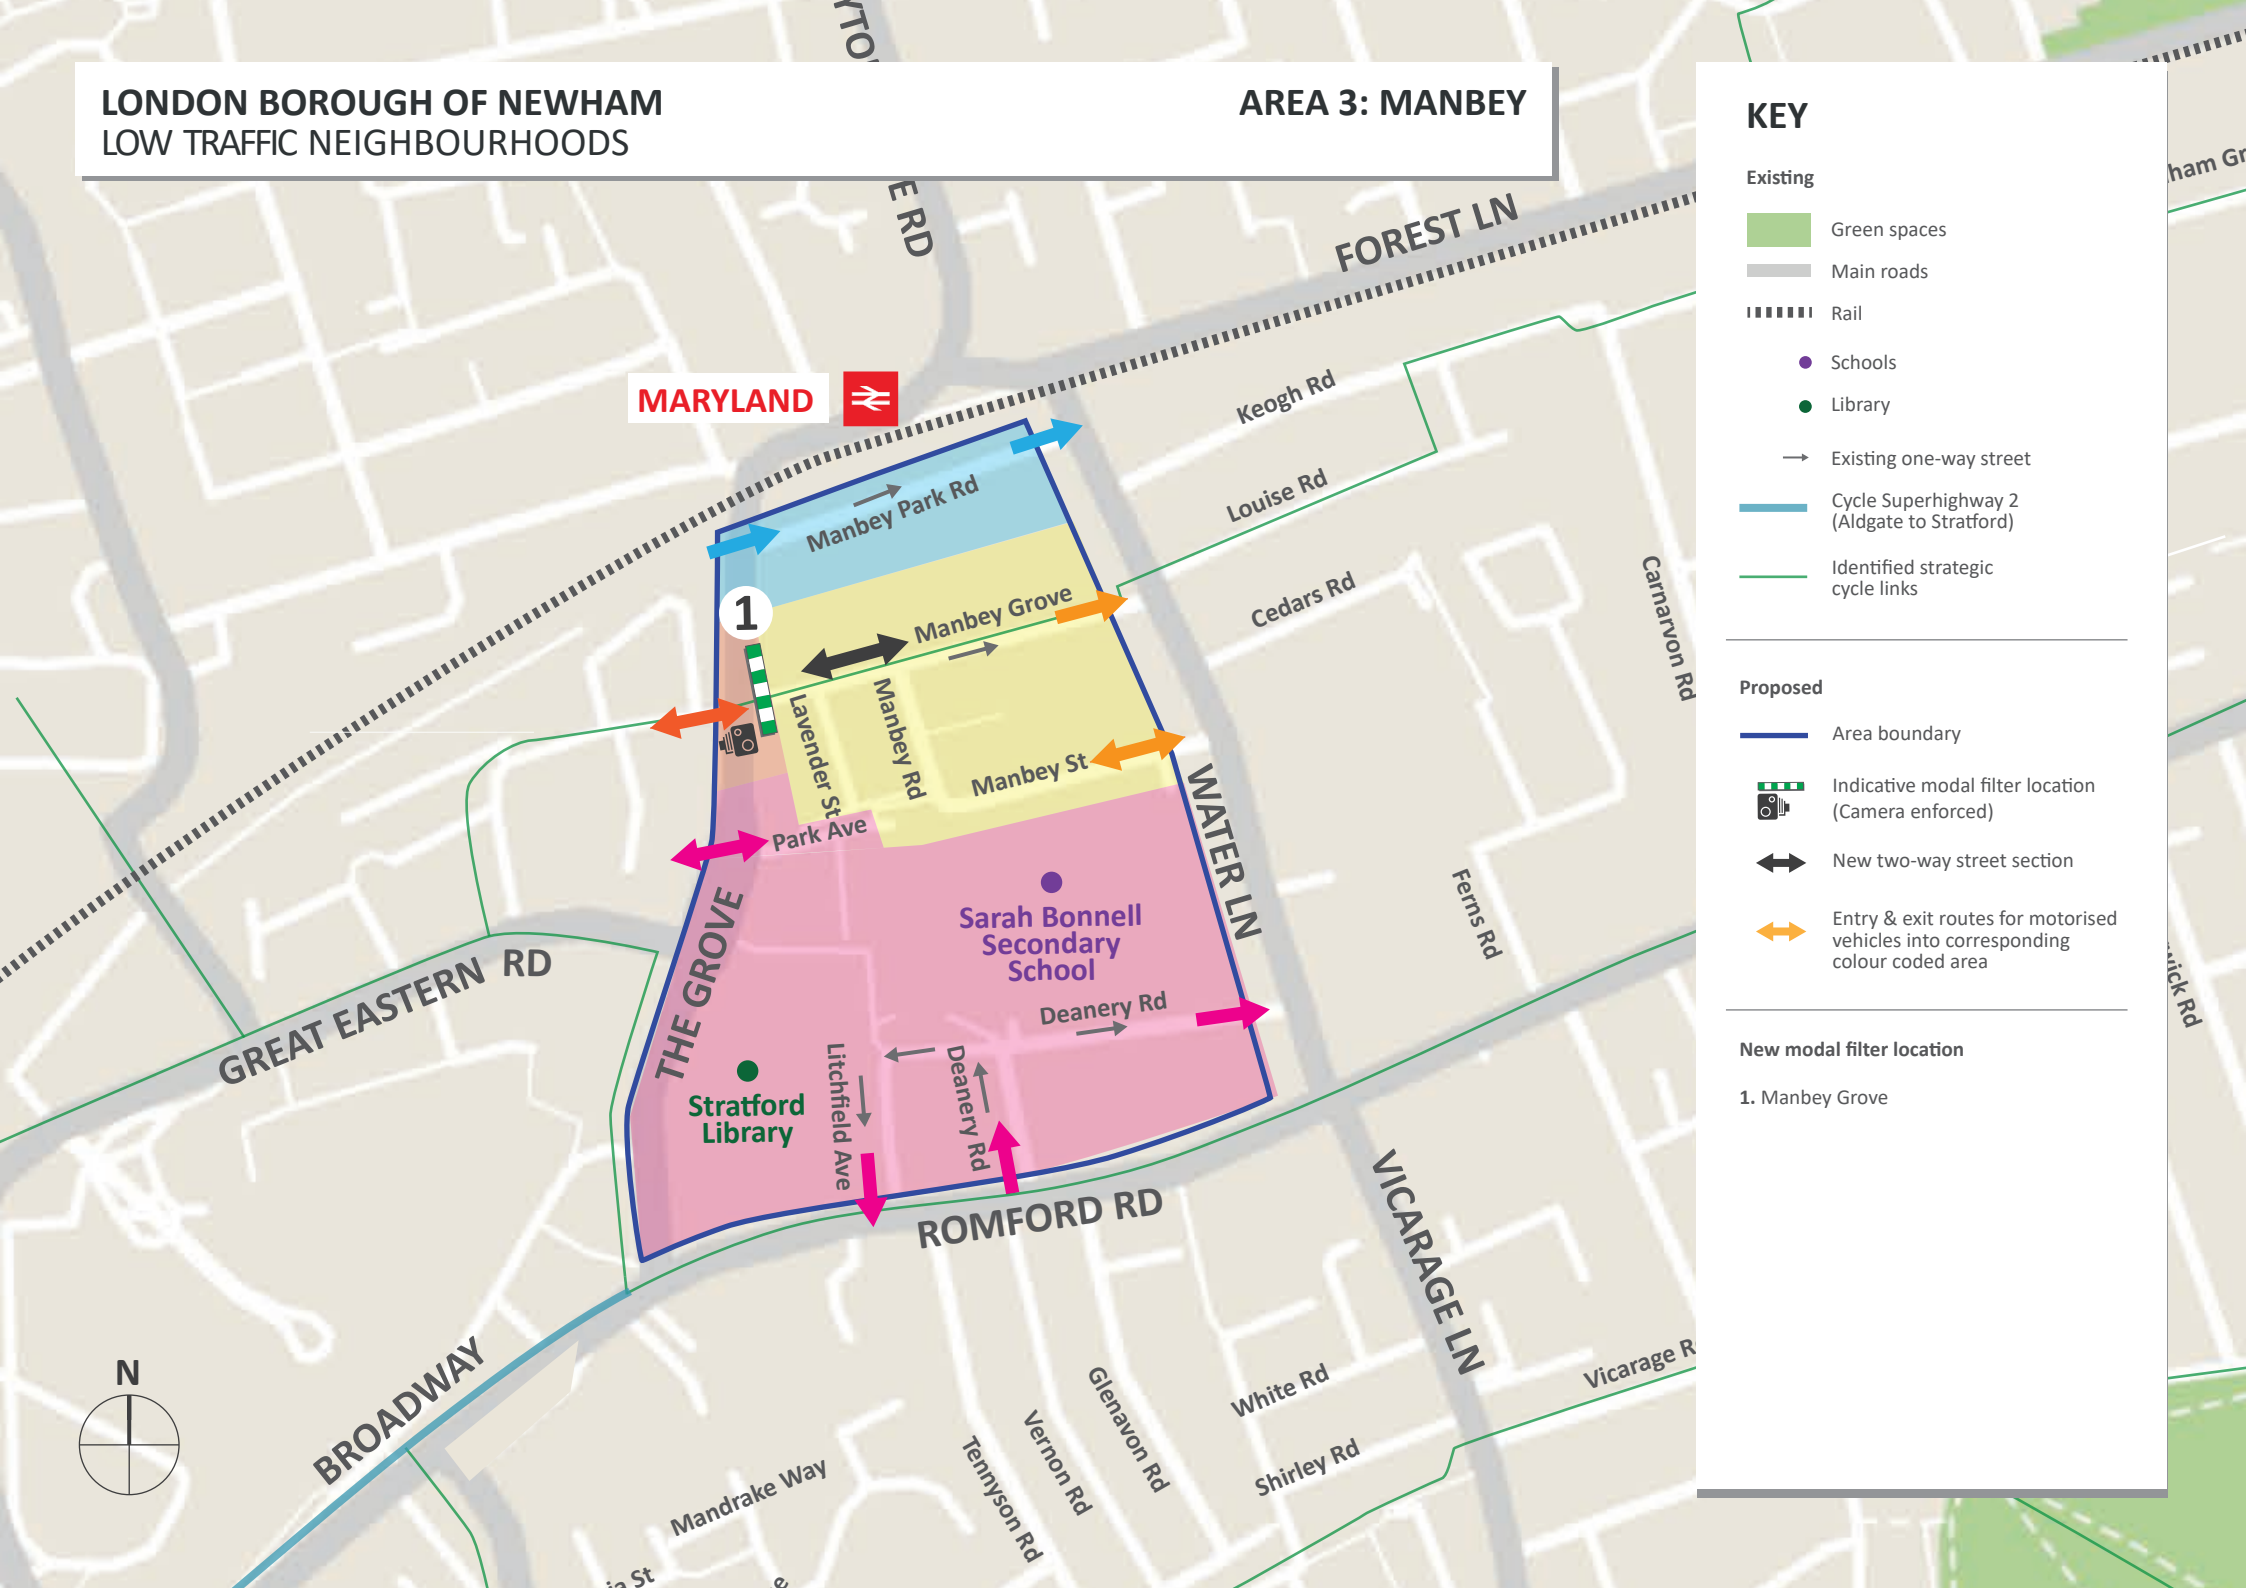 LONDON BOROUGH OF NEWHAM
LOW TRAFFIC NEIGHBOURHOODS
AREA 3: MANBEY
E RD
FOREST LN
MARYLAND
Keogh Rd
Louise Rd
Cedars Rd
Carnarvon Rd
Ferns Rd
Manbey Park Rd
1
Manbey Grove
Lavender St
Manbey Rd
Manbey St
Park Ave
WATER LN
THE GROVE
GREAT EASTERN RD
Sarah Bonnell
Secondary
School
Deanery Rd
Deanery Rd
Litchfield Ave
Stratford
Library
ROMFORD RD
VICARAGE LN
BROADWAY
N
Mandrake Way
Tennyson Rd
Vernon Rd
Glenavon Rd
White Rd
Shirley Rd
Vicarage R
ham Gr
wick Rd
KEY
Existing
Green spaces
Main roads
Rail
Schools
Library
Existing one-way street
Cycle Superhighway 2
(Aldgate to Stratford)
Identified strategic
cycle links
Proposed
Area boundary
Indicative modal filter location
(Camera enforced)
New two-way street section
Entry & exit routes for motorised
vehicles into corresponding
colour coded area
New modal filter location
1. Manbey Grove